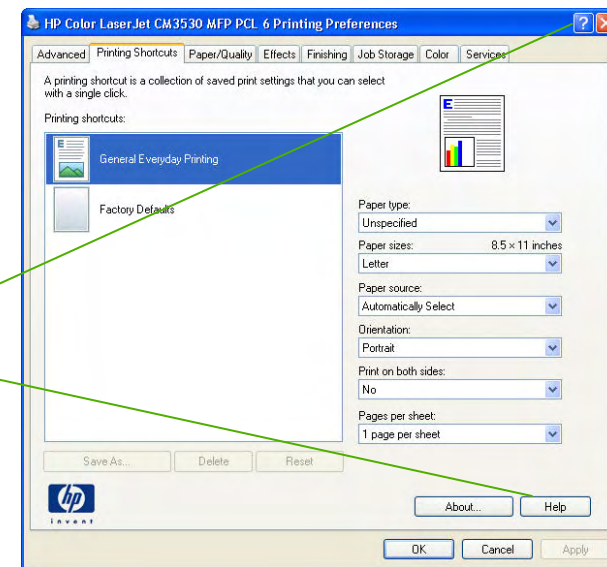 HP Color LaserJet CM3530 MFP PCL 6 Printing Preferences
Advanced Printing Shortcuts Paper/Quality Effects Finishing Job Storage Color Services
A printing shortcut is a collection of saved print settings that you can select
with a single click.
Printing shortcuts:
E
General Everyday Printing
Factory Defaults
E
Paper type:
Unspecified
Paper sizes: 8.5 × 11 inches
Letter
Paper source:
Automatically Select
Orientation:
Portrait
Print on both sides:
No
Pages per sheet:
1 page per sheet
Save As... Delete Reset
hp
invent
About... Help
OK Cancel Apply